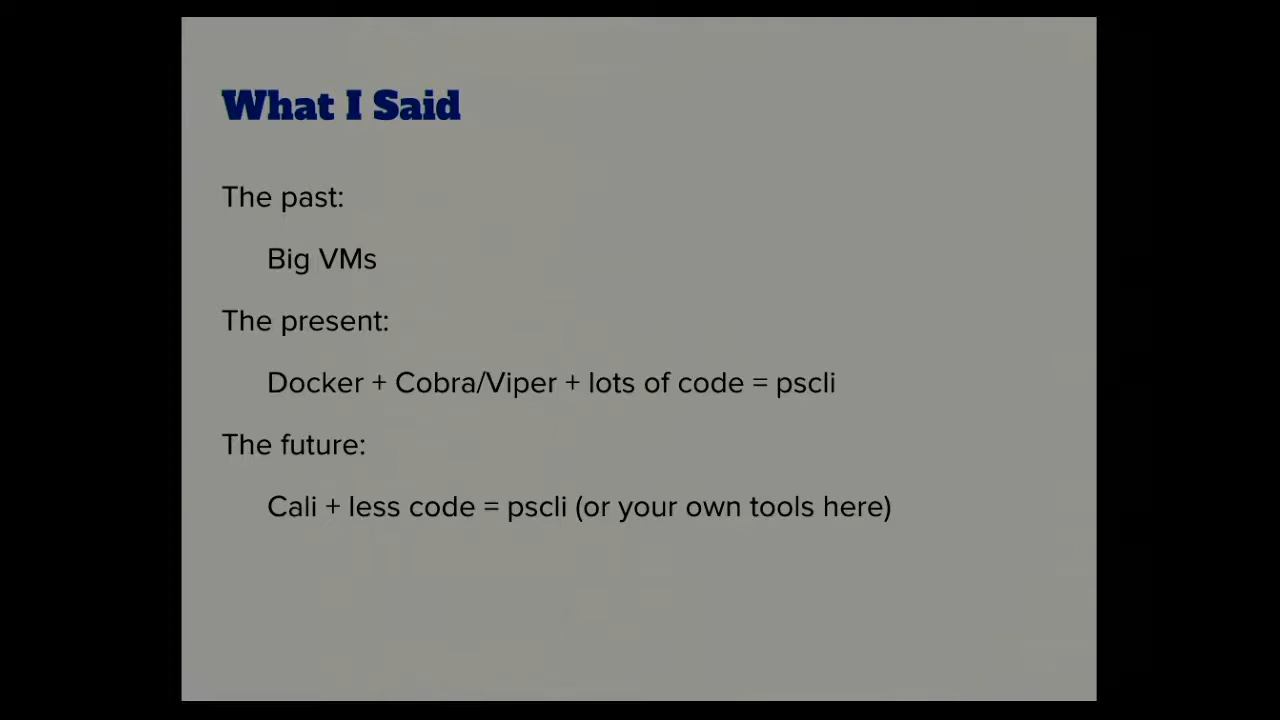 What I Said
The past:
Big VMs
The present:
Docker + Cobra/Viper + lots of code = pscli
The future:
Cali + less code = pscli (or your own tools here)